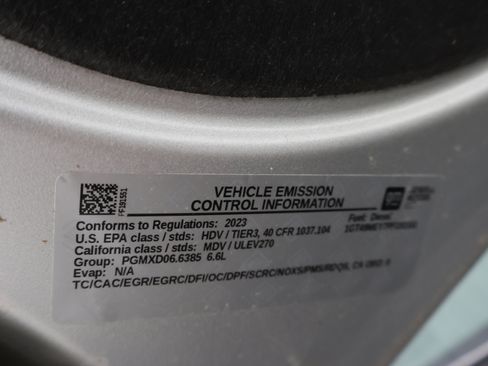 VEHICLE EMISSION
CONTROL INFORMATION
Conforms to Regulations: 2023
Fuel: Diesel
U.S. EPA class / stds: HDV / TIER3, 40 CFR 1037.104
California class / stds: MDV / ULEV270
Group: PGMXD06.6385 6.6L
Evap: N/A
TC/CAC/EGR/EGRC/DFI/OC/DPF/SCRC/NOXS/PMS/RDQS,